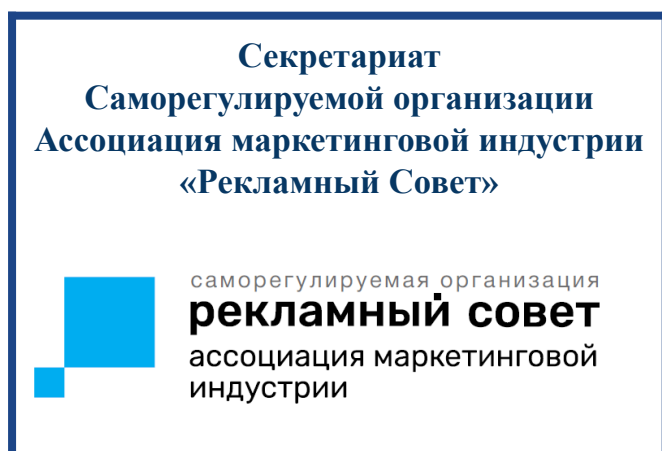 Секретариат
Саморегулируемой организации
Ассоциация маркетинговой индустрии
«Рекламный Совет»
саморегулируемая организация
рекламный совет
ассоциация маркетинговой
индустрии